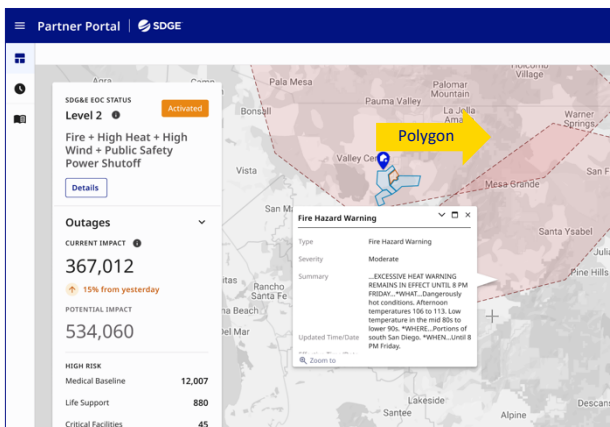 Partner Portal
SDGE
SDG&E EOC STATUS
Level 2
Activated
Fire + High Heat + High
Wind + Public Safety
Power Shutoff
Details
Outages
CURRENT IMPACT
367,012
15% from yesterday
POTENTIAL IMPACT
534,060
HIGH RISK
Medical Baseline 12,007
Life Support 880
Critical Facilities 45
Pala Mesa
Palomar
Mountain
Village
Pauma Valley
La Jolla
Bonsall
Warner
Springs
Polygon
Valley
Vista
Mesa Grande
San F
San M
Santa Ysabel
Pine Hills
Rancho
Santa Fe
Del Mar
Lakeside
Santee
Alpine
Descan
Fire Hazard Warning
Type Fire Hazard Warning
Severity Moderate
Summary ...EXCESSIVE HEAT WARNING
REMAINS IN EFFECT UNTIL 8 PM
FRIDAY...*WHAT...Dangerously
hot conditions. Afternoon
temperatures 106 to 113. Low
temperature in the mid 80s to
lower 90s. *WHERE...Portions of
south San Diego. *WHEN...Until 8
PM Friday.
Updated Time/Date
Zoom to